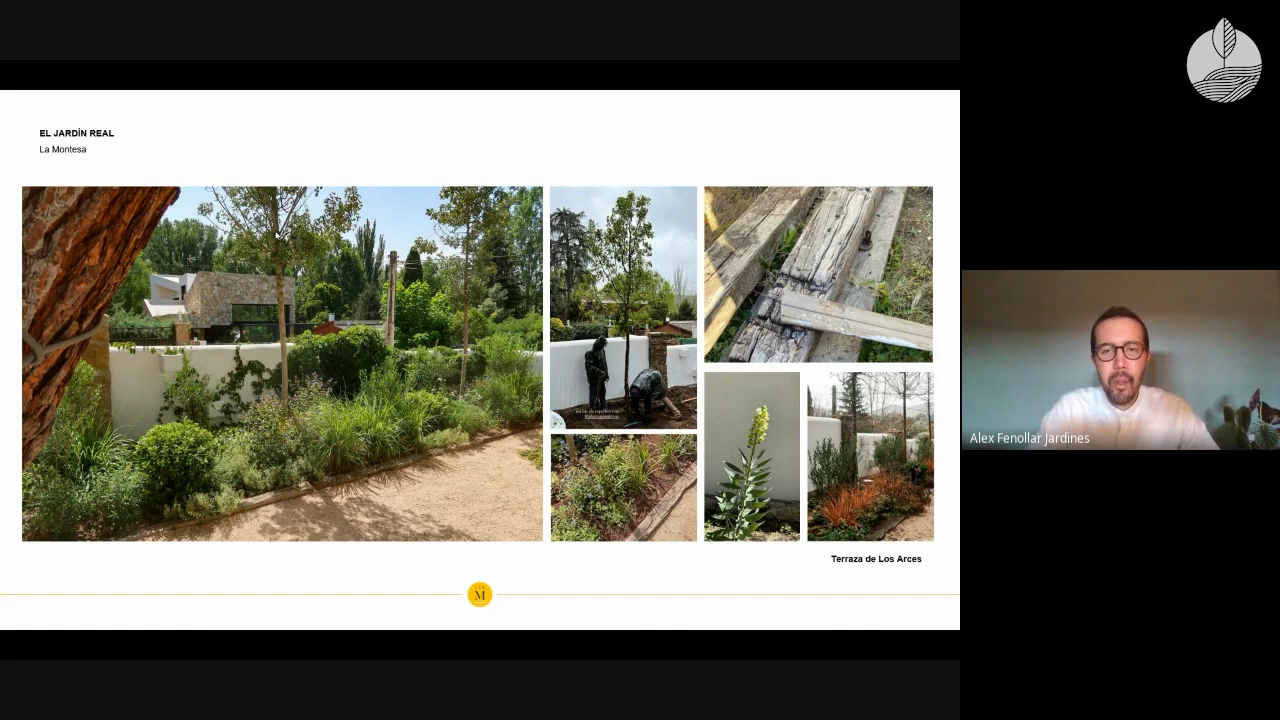 EL JARDÍN REAL
La Montesa
Terraza de Los Arces
M
Alex Fenollar Jardines